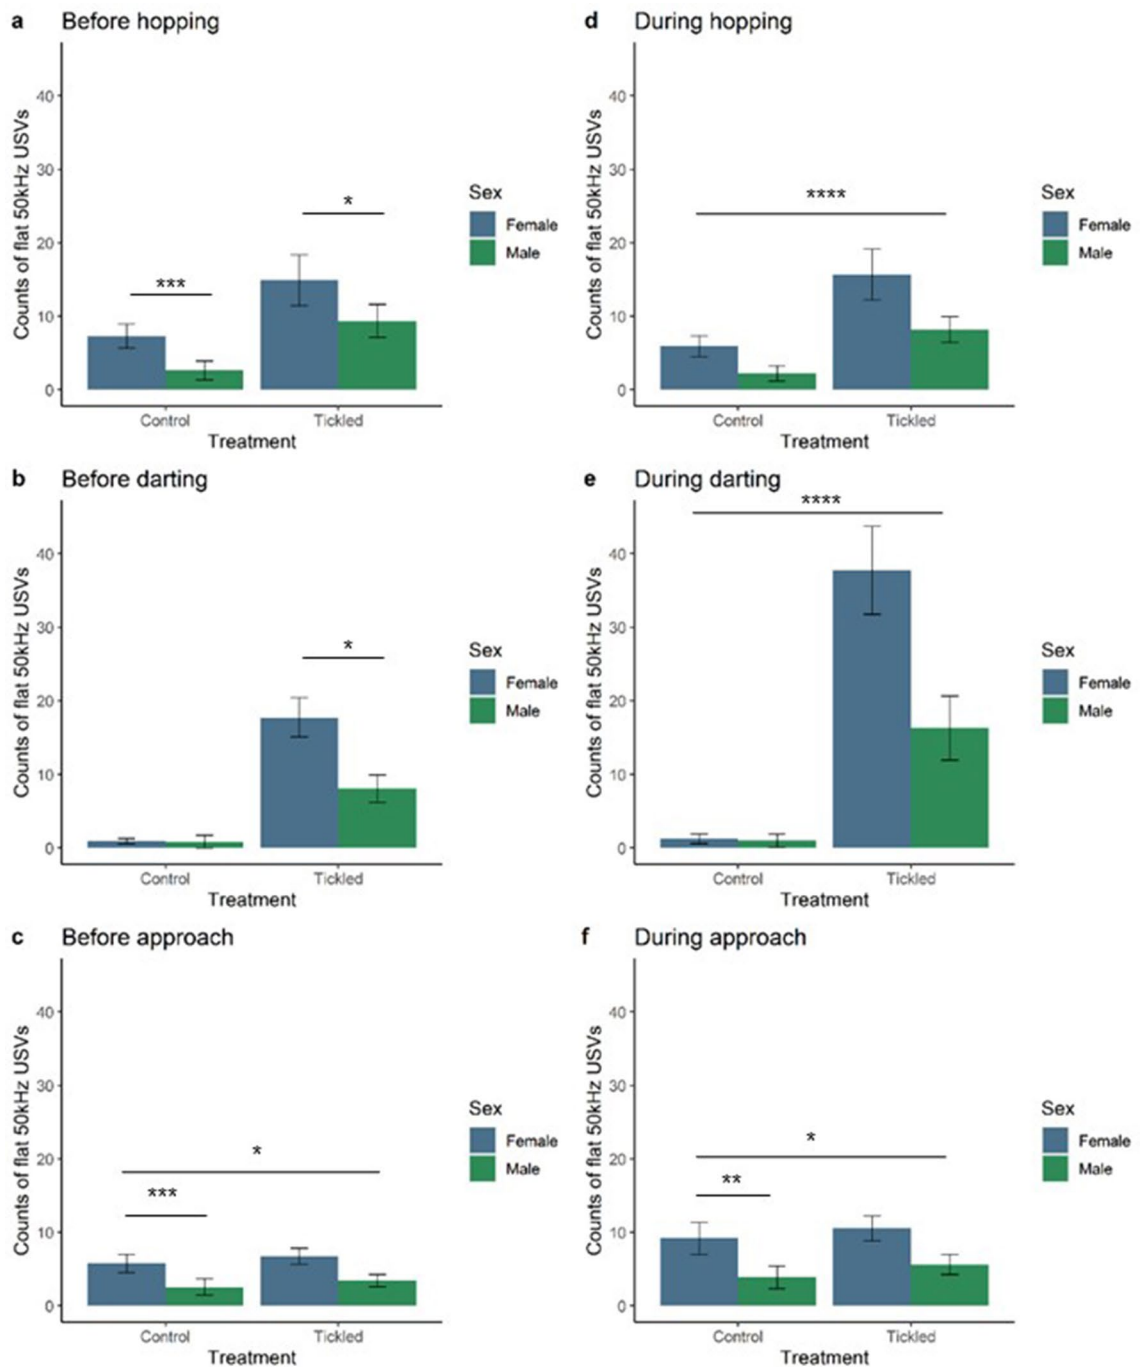 a Before hopping
Counts of flat 50kHz USVs
40
30
20
10
0
***
*
Control
Tickled
Treatment
Sex
Female
Male
d During hopping
Counts of flat 50kHz USVs
40
30
20
10
0
****
Control
Tickled
Treatment
Sex
Female
Male
b Before darting
Counts of flat 50kHz USVs
40
30
20
10
0
*
Control
Tickled
Treatment
Sex
Female
Male
e During darting
Counts of flat 50kHz USVs
40
30
20
10
0
****
Control
Tickled
Treatment
Sex
Female
Male
c Before approach
Counts of flat 50kHz USVs
40
30
20
10
0
*
***
Control
Tickled
Treatment
Sex
Female
Male
f During approach
Counts of flat 50kHz USVs
40
30
20
10
0
*
**
Control
Tickled
Treatment
Sex
Female
Male